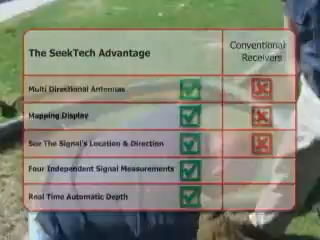 The SeekTech Advantage
Conventional
Receivers
Multi Directional Antennas
Mapping Display
See The Signal's Location & Direction
Four Independent Signal Measurements
Real Time Automatic Depth